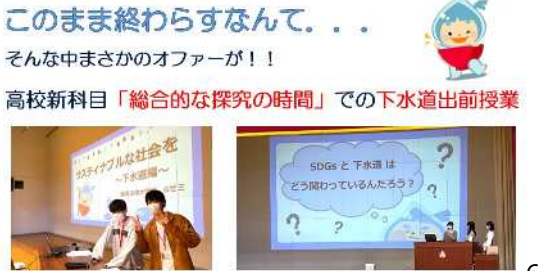 このまま終わらすなんて．．．
そんな中まさかのオファーが！！
高校新科目「総合的な探究の時間」での下水道出前授業
サステイナブルな社会を
～下水道編～
SDGs と 下水道 は
どう関わっているんだろう？
? ? ? ?